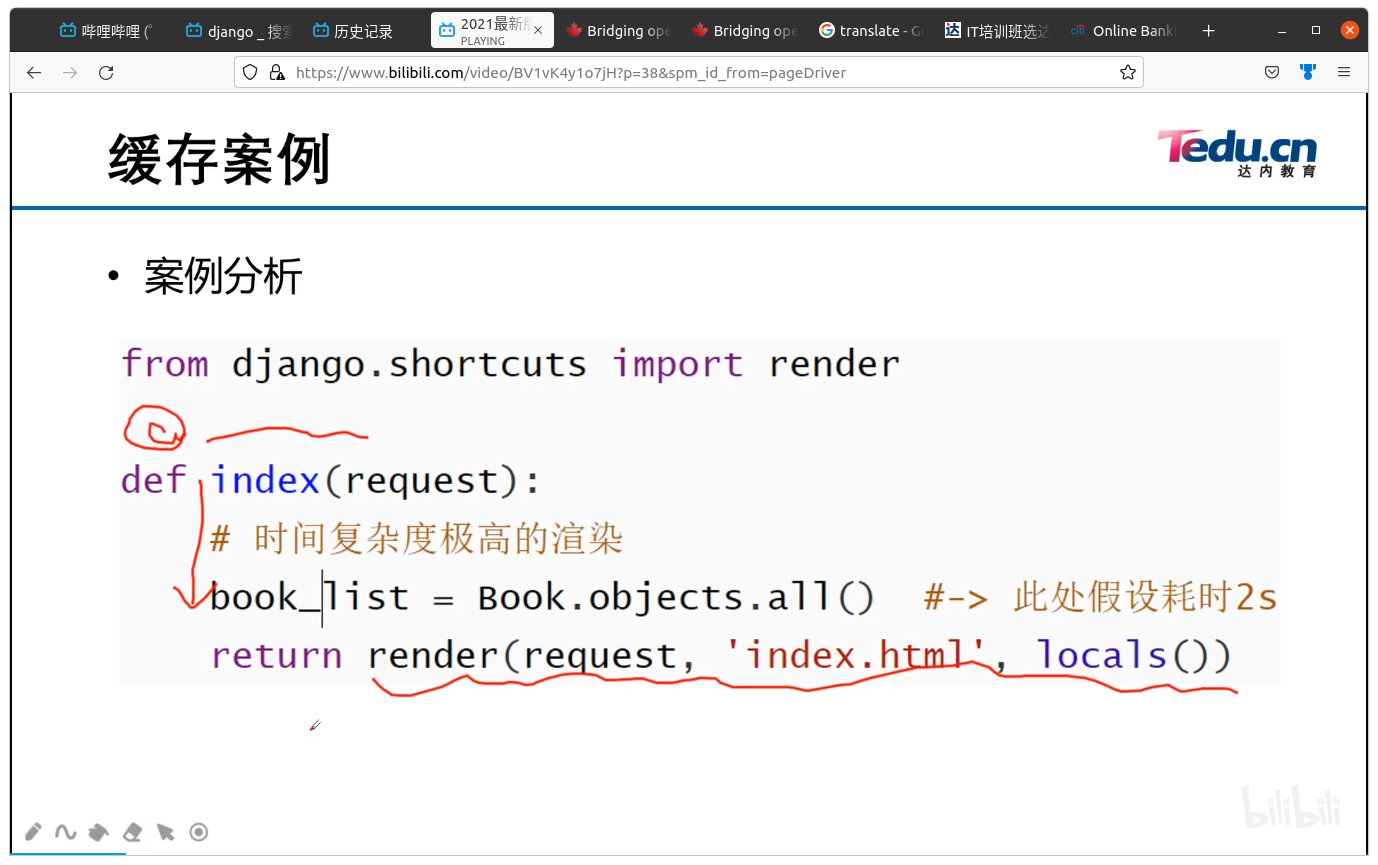 哔哩哔哩 (
django _ 搜索
历史记录
2021最新版
PLAYING
Bridging ope
Bridging ope
translate - G
IT培训班选达
citi
Online Bank
https://www.bilibili.com/video/BV1vK4y1o7jH?p=38&spm_id_from=pageDriver
缓存案例
Tedu.cn
达内教育
• 案例分析
from django.shortcuts import render
def index(request):
# 时间复杂度极高的渲染
book_list = Book.objects.all() #-> 此处假设耗时2s
return render(request, 'index.html', locals())
bilibili